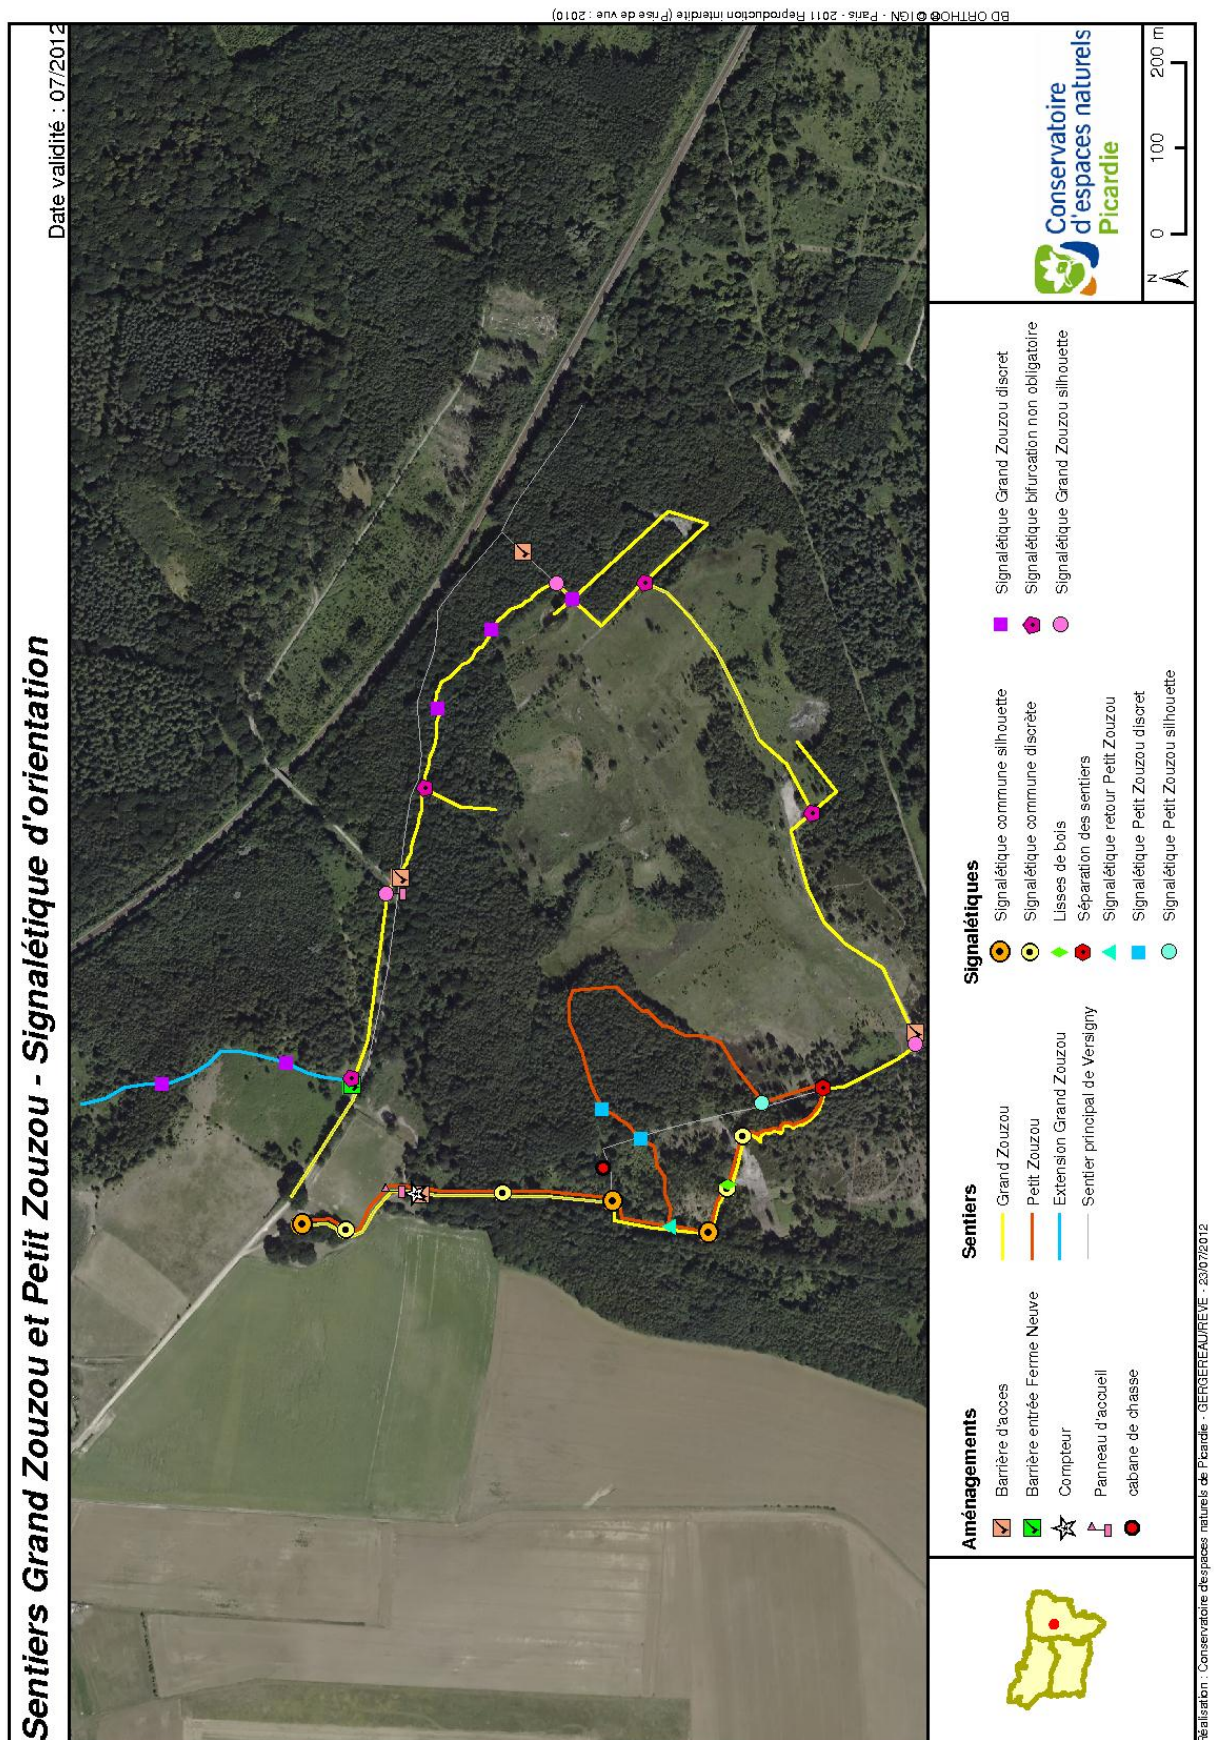 Sentiers Grand Zouzou et Petit Zouzou - Signalétique d'orientation
Date validité : 07/2012
BD ORTHO® © IGN - Paris - 2011 Reproduction interdite (Prise de vue : 2010)
Aménagements
Barrière d'acces
Barrière entrée Ferme Neuve
Compteur
Panneau d'accueil
cabane de chasse
Sentiers
Grand Zouzou
Petit Zouzou
Extension Grand Zouzou
Sentier principal de Versigny
Signalétiques
Signalétique commune silhouette
Signalétique commune discrète
Lisses de bois
Séparation des sentiers
Signalétique retour Petit Zouzou
Signalétique Petit Zouzou discret
Signalétique Petit Zouzou silhouette
Signalétique Grand Zouzou discret
Signalétique bifurcation non obligatoire
Signalétique Grand Zouzou silhouette
Conservatoire
d'espaces naturels
Picardie
N
0 100 200 m
Réalisation : Conservatoire d'espaces naturels de Picardie - GERGEREAU/REVE - 23/07/2012